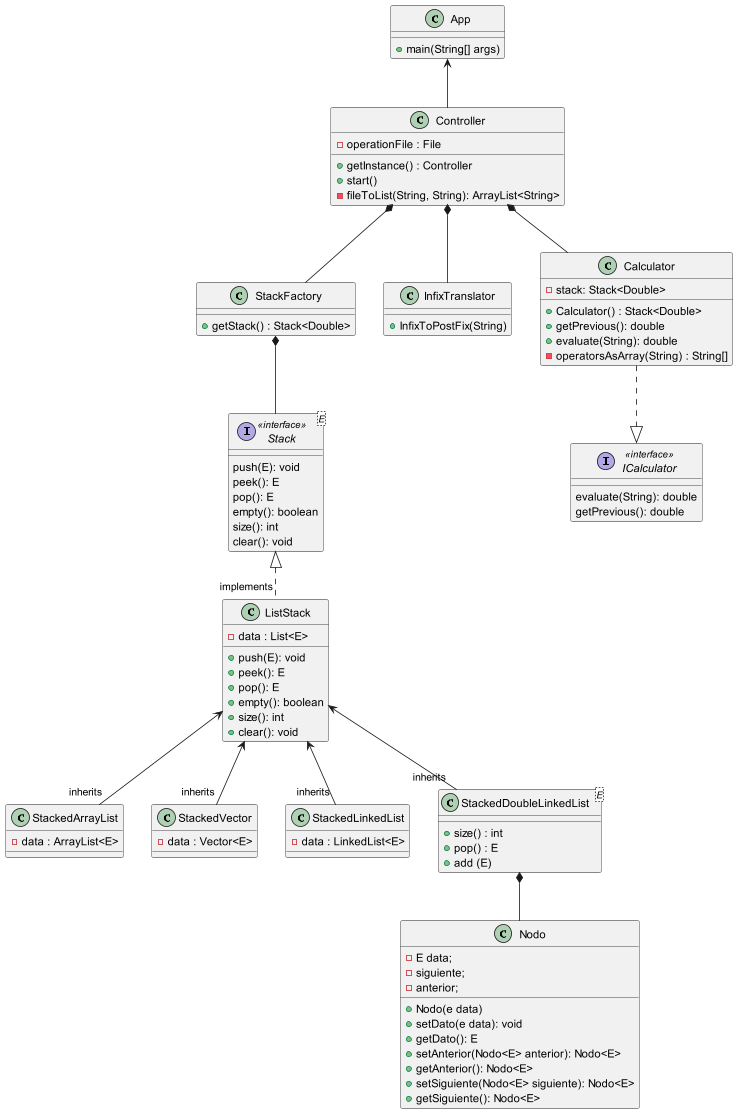 C App
main(String[] args)
C Controller
operationFile : File
getInstance() : Controller
start()
fileToList(String, String): ArrayList<String>
C StackFactory
getStack() : Stack<Double>
C InfixTranslator
InfixToPostFix(String)
C Calculator
stack: Stack<Double>
Calculator() : Stack<Double>
getPrevious(): double
evaluate(String): double
operatorsAsArray(String) : String[]
I «interface»
Stack
E
push(E): void
peek(): E
pop(): E
empty(): boolean
size(): int
clear(): void
I «interface»
ICalculator
evaluate(String): double
getPrevious(): double
implements
C ListStack
data : List<E>
push(E): void
peek(): E
pop(): E
empty(): boolean
size(): int
clear(): void
inherits
inherits
inherits
inherits
C StackedArrayList
data : ArrayList<E>
C StackedVector
data : Vector<E>
C StackedLinkedList
data : LinkedList<E>
C StackedDoubleLinkedList
E
size() : int
pop() : E
add (E)
C Nodo
E data;
siguiente;
anterior;
Nodo(e data)
setDato(e data): void
getDato(): E
setAnterior(Nodo<E> anterior): Nodo<E>
getAnterior(): Nodo<E>
setSiguiente(Nodo<E> siguiente): Nodo<E>
getSiguiente(): Nodo<E>